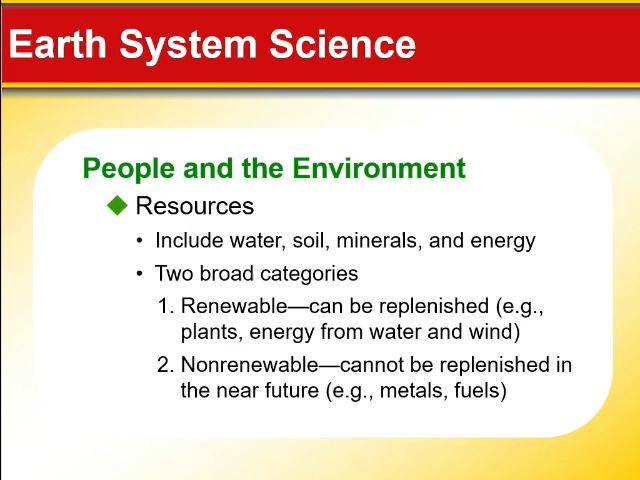 Earth System Science
People and the Environment
◆ Resources
• Include water, soil, minerals, and energy
• Two broad categories
1. Renewable—can be replenished (e.g.,
plants, energy from water and wind)
2. Nonrenewable—cannot be replenished in
the near future (e.g., metals, fuels)